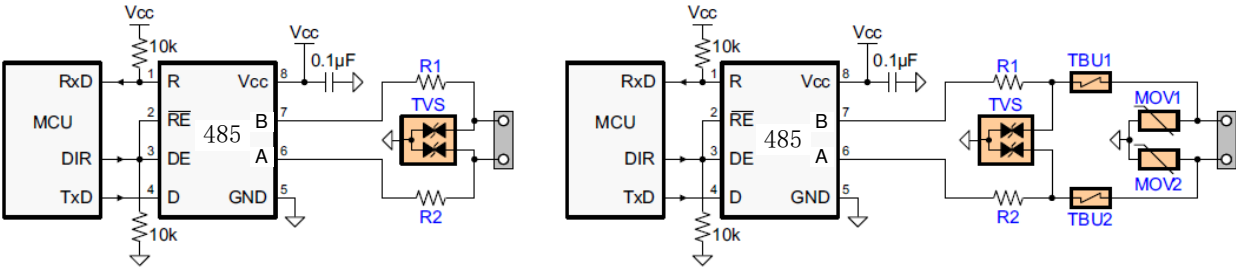 Vcc
10k
Vcc
0.1µF
RxD
1
R
Vcc
8
R1
MCU
2
RE
B
7
TVS
485
DIR
3
DE
A
6
TxD
4
D
GND
5
R2
10k
Vcc
10k
Vcc
0.1µF
RxD
1
R
Vcc
8
R1
TBU1
MCU
2
RE
B
7
TVS
MOV1
485
DIR
3
DE
A
6
MOV2
TxD
4
D
GND
5
R2
TBU2
10k